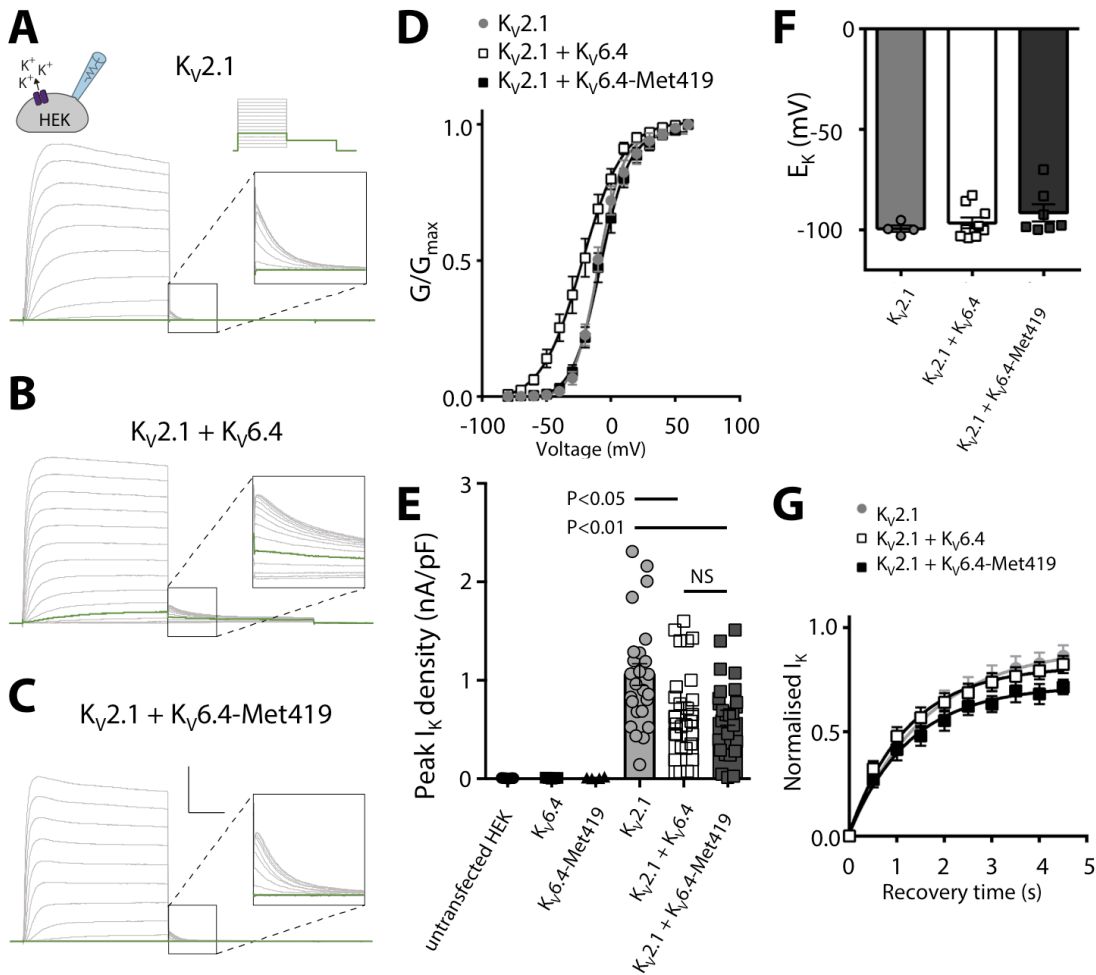 A
K+
K+ K+
HEK
KV2.1
B
KV2.1 + KV6.4
C
KV2.1 + KV6.4-Met419
D
KV2.1
KV2.1 + KV6.4
KV2.1 + KV6.4-Met419
G/Gmax
1.0
0.5
0.0
-100 -50 0 50 100
Voltage (mV)
E
Peak IK density (nA/pF)
3
2
1
0
P<0.05
P<0.01
NS
untransfected HEK
KV6.4
KV6.4-Met419
KV2.1
KV2.1 + KV6.4
KV2.1 + KV6.4-Met419
F
EK (mV)
0
-50
-100
KV2.1
KV2.1 + KV6.4
KV2.1 + KV6.4-Met419
G
KV2.1
KV2.1 + KV6.4
KV2.1 + KV6.4-Met419
Normalised IK
1.0
0.5
0.0
0 1 2 3 4 5
Recovery time (s)